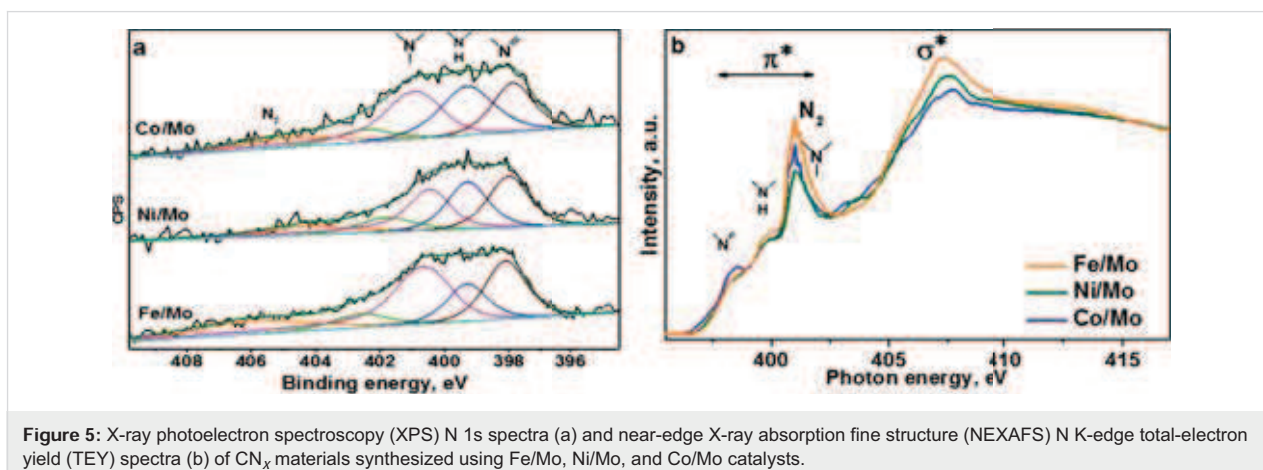 a
N
N
H
N
N₂
Co/Mo
Ni/Mo
Fe/Mo
CPS
408 406 404 402 400 398 396
Binding energy, eV
b
π*
σ*
N₂
N
N
H
N
Intensity, a.u.
Fe/Mo
Ni/Mo
Co/Mo
400 405 410 415
Photon energy, eV
Figure 5: X-ray photoelectron spectroscopy (XPS) N 1s spectra (a) and near-edge X-ray absorption fine structure (NEXAFS) N K-edge total-electron
yield (TEY) spectra (b) of CNₓ materials synthesized using Fe/Mo, Ni/Mo, and Co/Mo catalysts.